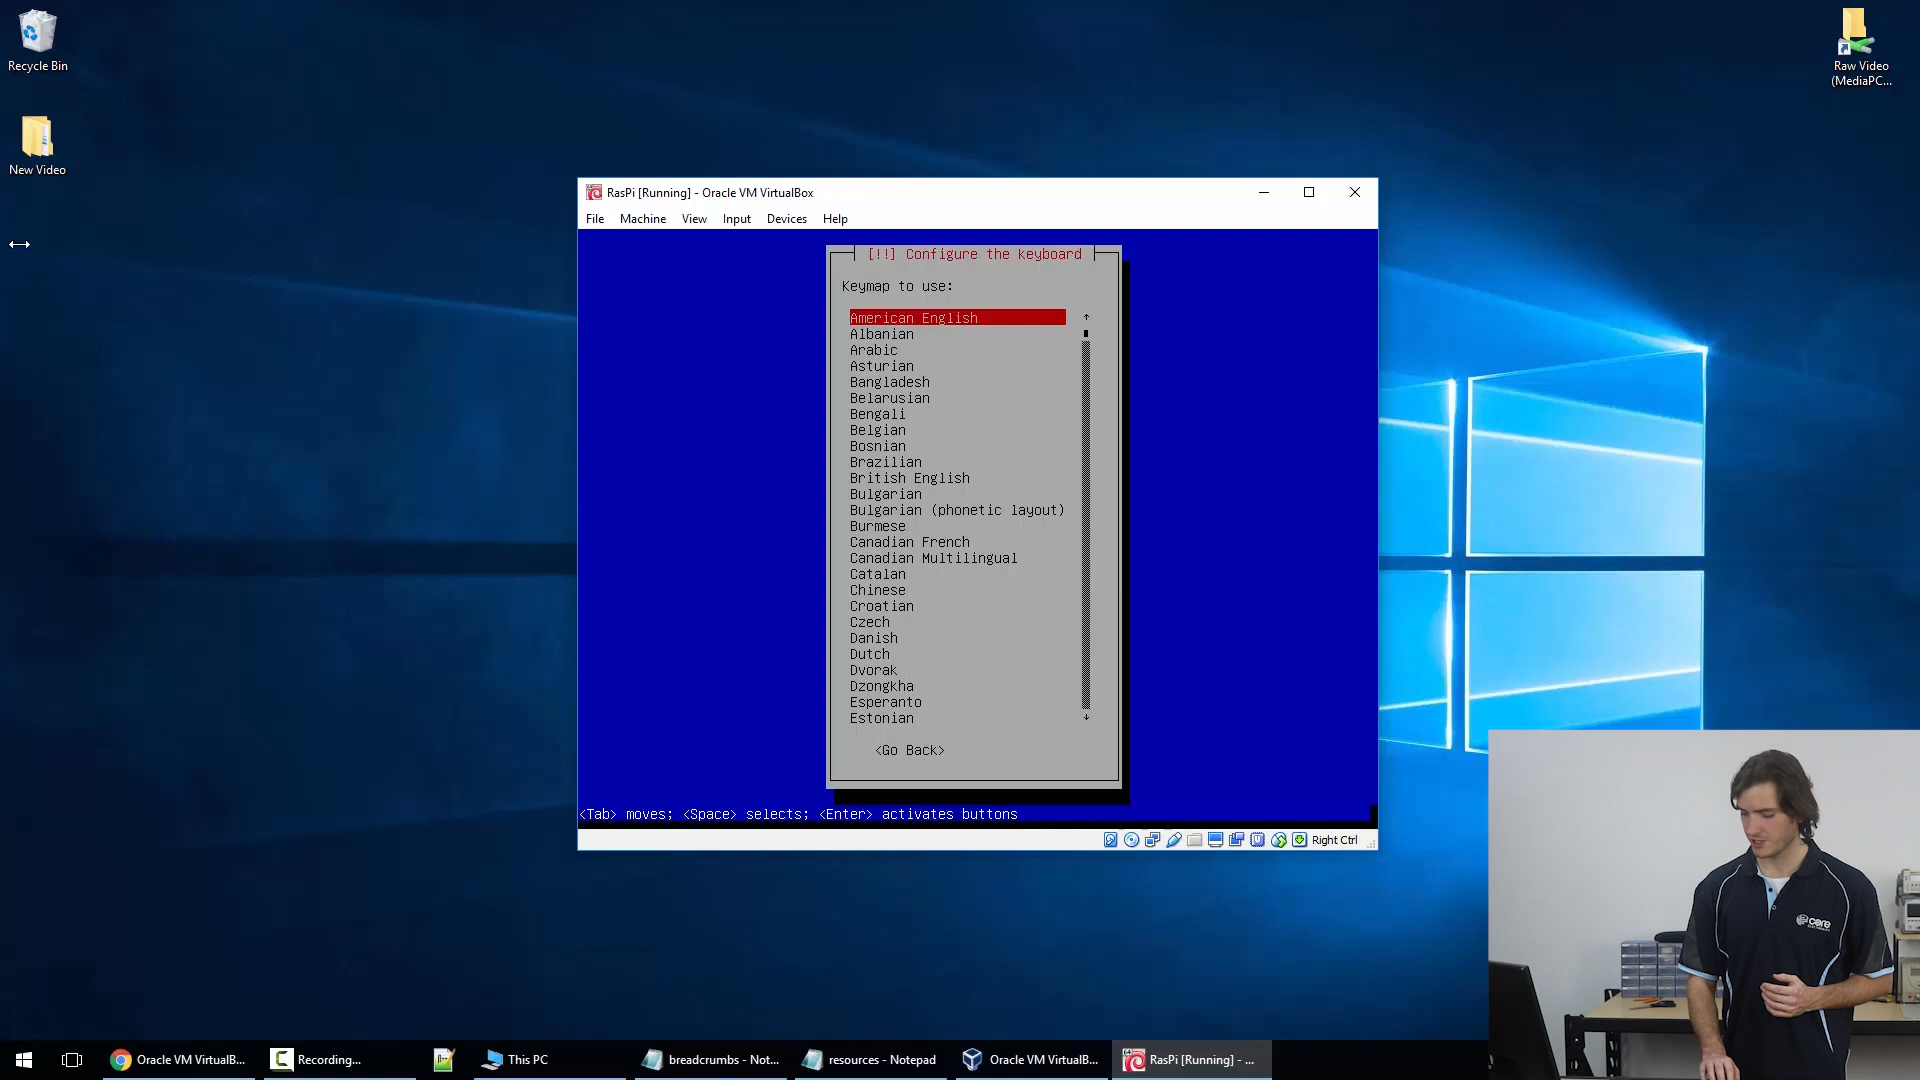 Recycle Bin
New Video
Raw Video
(MediaPC...
RasPi [Running] - Oracle VM VirtualBox
File Machine View Input Devices Help
[!!] Configure the keyboard
Keymap to use:
American English
Albanian
Arabic
Asturian
Bangladesh
Belarusian
Bengali
Belgian
Bosnian
Brazilian
British English
Bulgarian
Bulgarian (phonetic layout)
Burmese
Canadian French
Canadian Multilingual
Catalan
Chinese
Croatian
Czech
Danish
Dutch
Dvorak
Dzongkha
Esperanto
Estonian
<Go Back>
<Tab> moves; <Space> selects; <Enter> activates buttons
Right Ctrl
core
Oracle VM VirtualB...
Recording...
This PC
breadcrumbs - Not...
resources - Notepad
Oracle VM VirtualB...
RasPi [Running] - ...